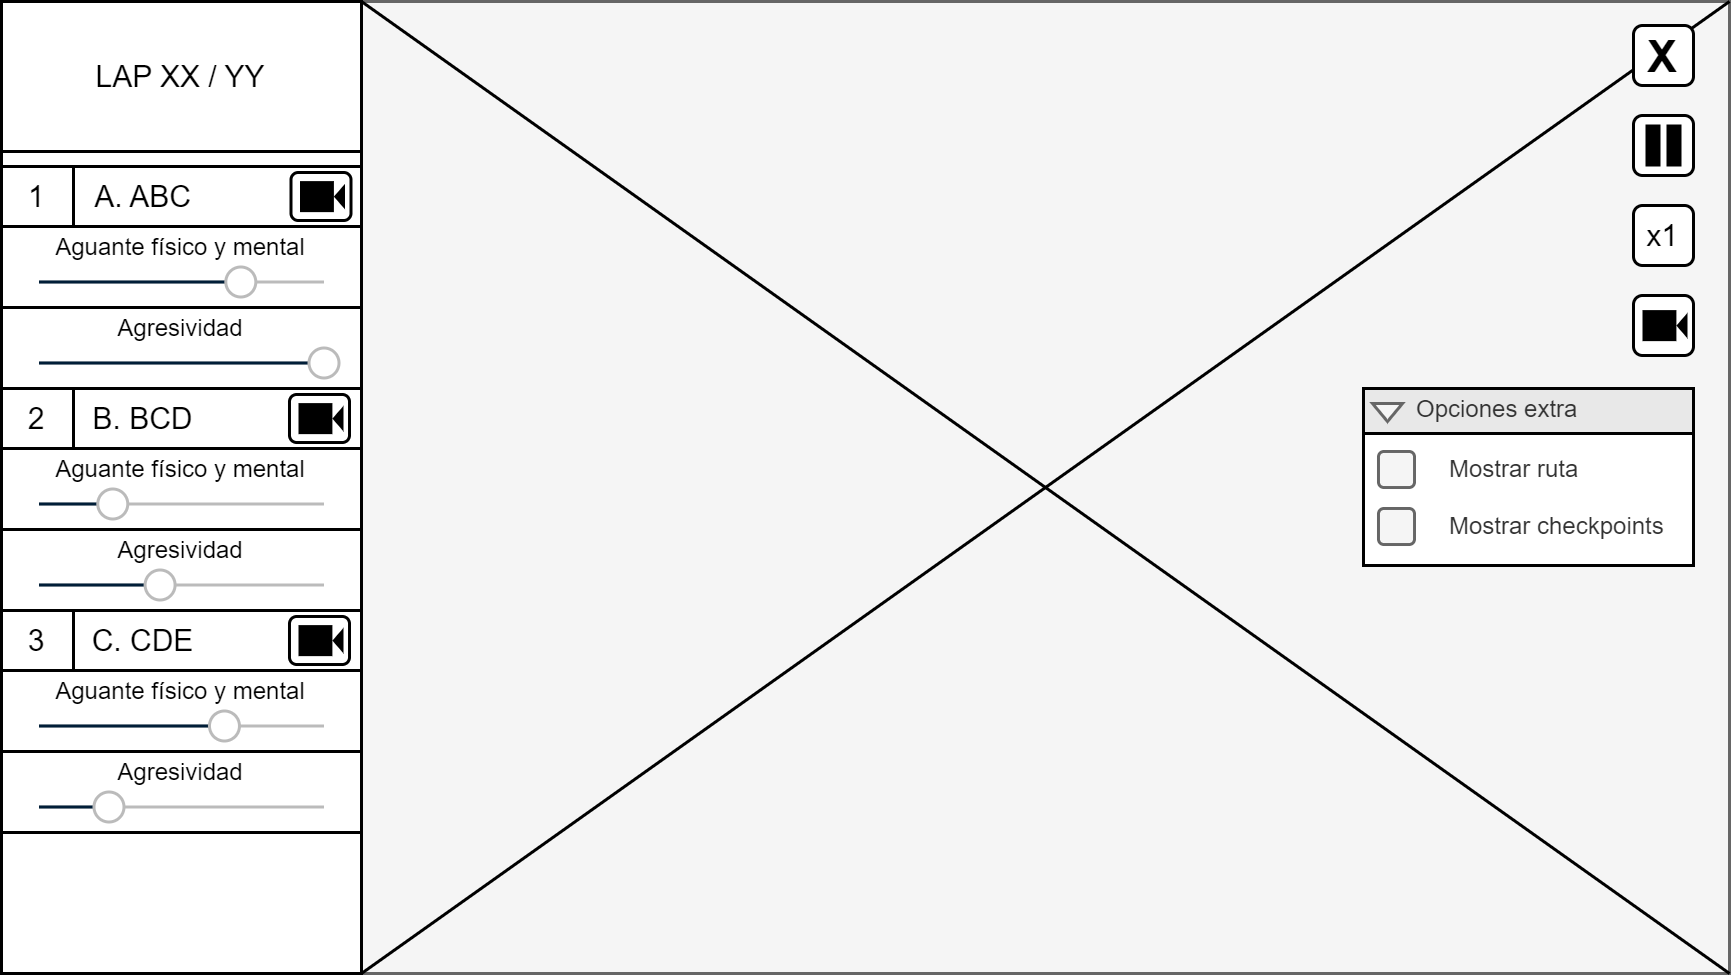 LAP XX / YY
1 A. ABC
Aguante físico y mental
Agresividad
2 B. BCD
Aguante físico y mental
Agresividad
3 C. CDE
Aguante físico y mental
Agresividad
X
x1
Opciones extra
Mostrar ruta
Mostrar checkpoints